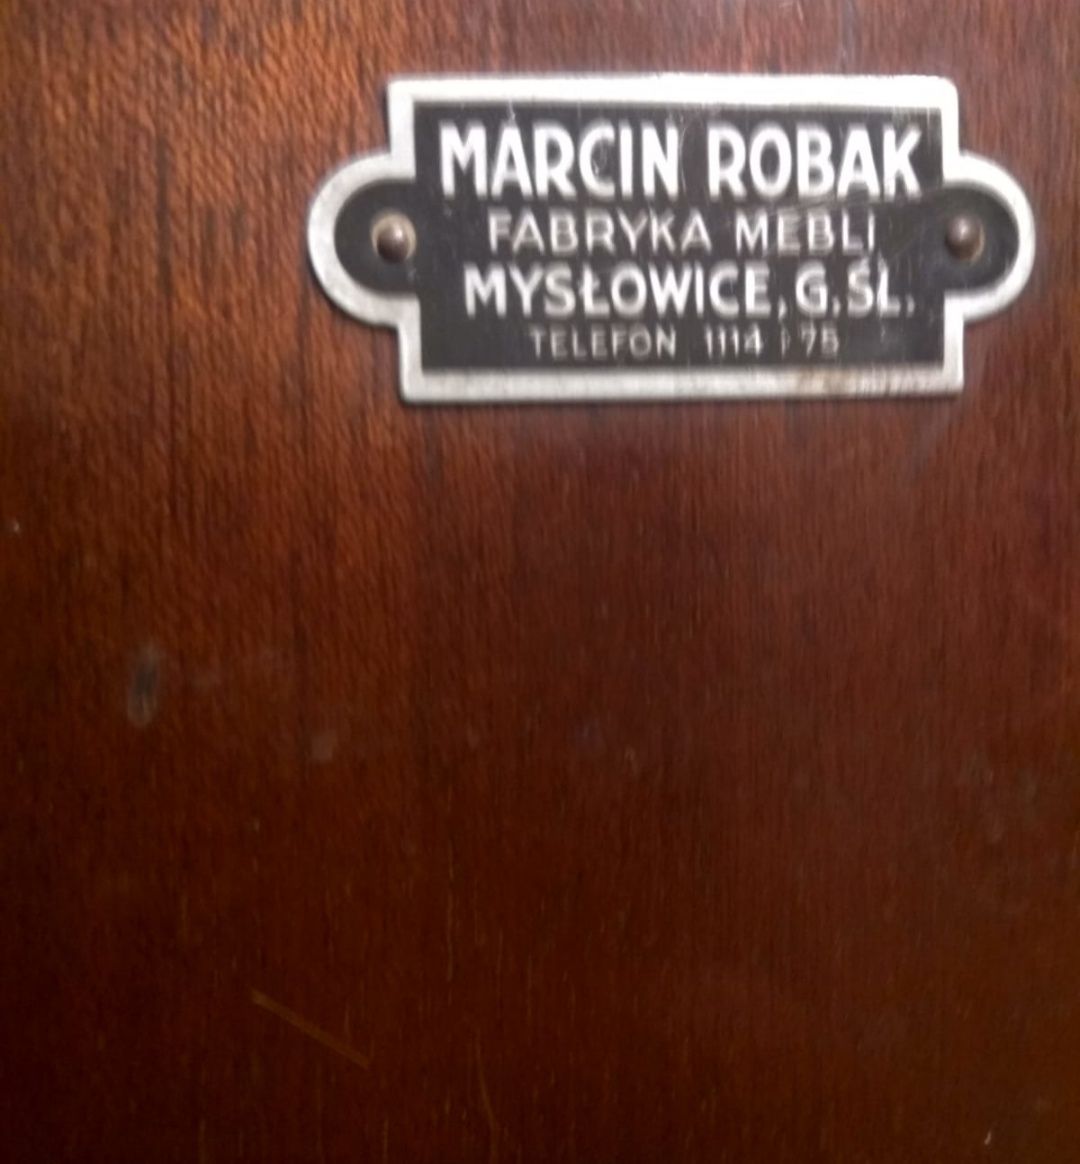 MARCIN ROBAK
FABRYKA MEBLI
MYSŁOWICE, G.ŚL.
TELEFON 1114 i 75